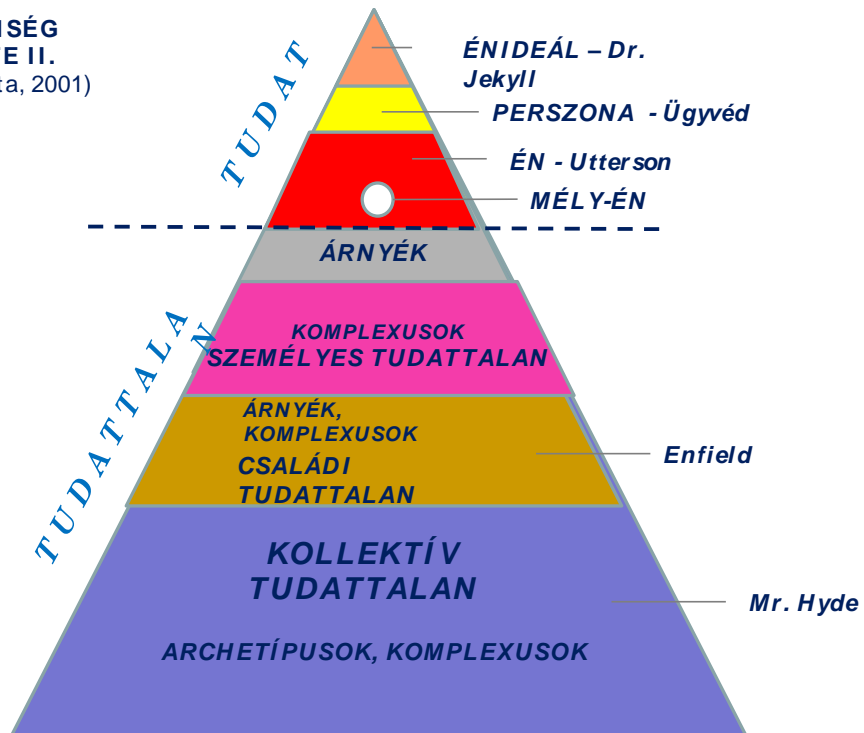 ISÉG
E II.
ta, 2001)
TUDAT
ÉNIDEÁL – Dr.
Jekyll
PERSZONA - Ügyvéd
ÉN - Utterson
MÉLY-ÉN
ÁRNYÉK
TUDATTALAN
KOMPLEXUSOK
SZEMÉLYES TUDATTALAN
ÁRNYÉK,
KOMPLEXUSOK
CSALÁDI
TUDATTALAN
Enfield
KOLLEKTÍV
TUDATTALAN
Mr. Hyde
ARCHETÍPUSOK, KOMPLEXUSOK